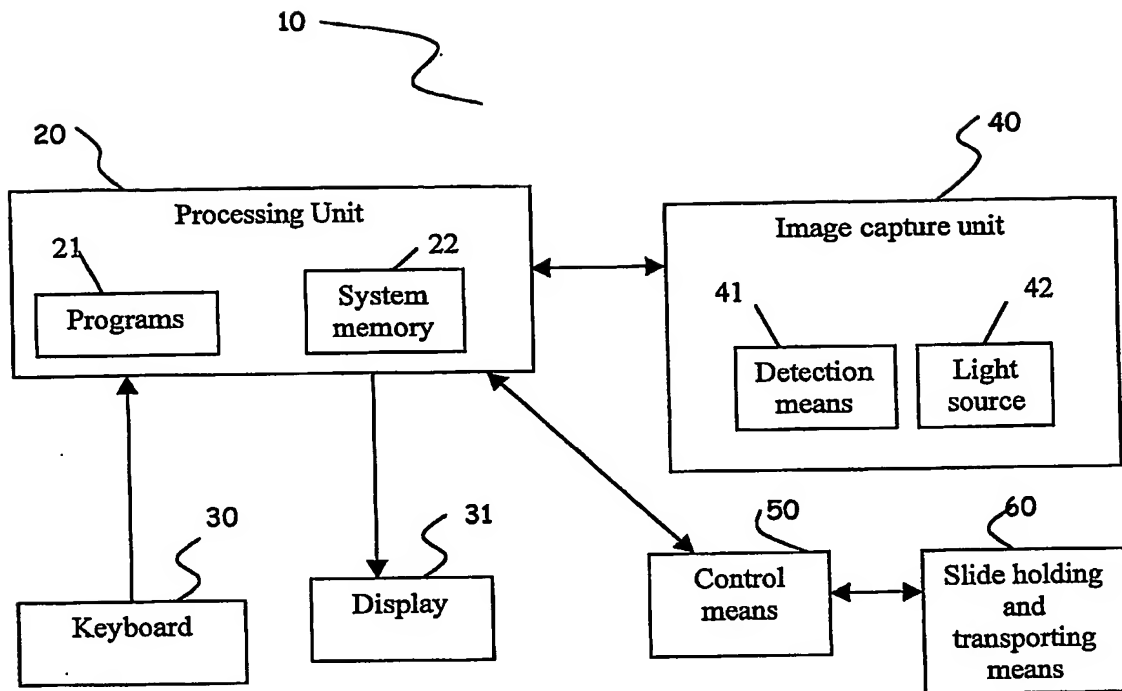 10
20
40
Processing Unit
Image capture unit
21
22
41
42
Programs
System
memory
Detection
means
Light
source
30
31
50
60
Keyboard
Display
Control
means
Slide holding
and
transporting
means